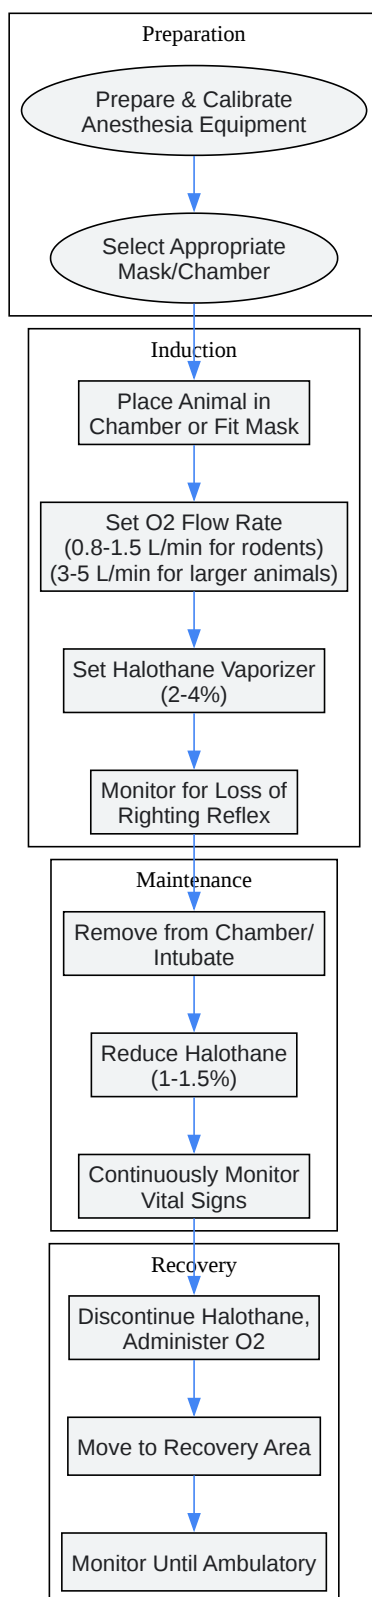 Preparation
Prepare & Calibrate
Anesthesia Equipment
Select Appropriate
Mask/Chamber
Induction
Place Animal in
Chamber or Fit Mask
Set O2 Flow Rate
(0.8-1.5 L/min for rodents)
(3-5 L/min for larger animals)
Set Halothane Vaporizer
(2-4%)
Monitor for Loss of
Righting Reflex
Maintenance
Remove from Chamber/
Intubate
Reduce Halothane
(1-1.5%)
Continuously Monitor
Vital Signs
Recovery
Discontinue Halothane,
Administer O2
Move to Recovery Area
Monitor Until Ambulatory